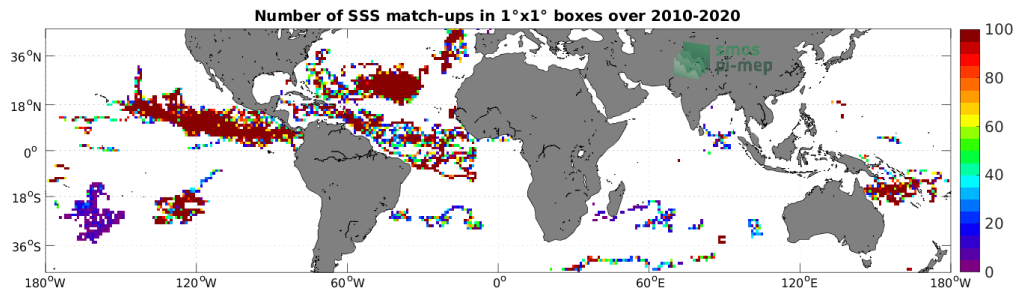 Number of SSS match-ups in 1°x1° boxes over 2010-2020
smos
pi-mep
36°N
18°N
0°
18°S
36°S
180°W 120°W 60°W 0° 60°E 120°E 180°W
100
80
60
40
20
0